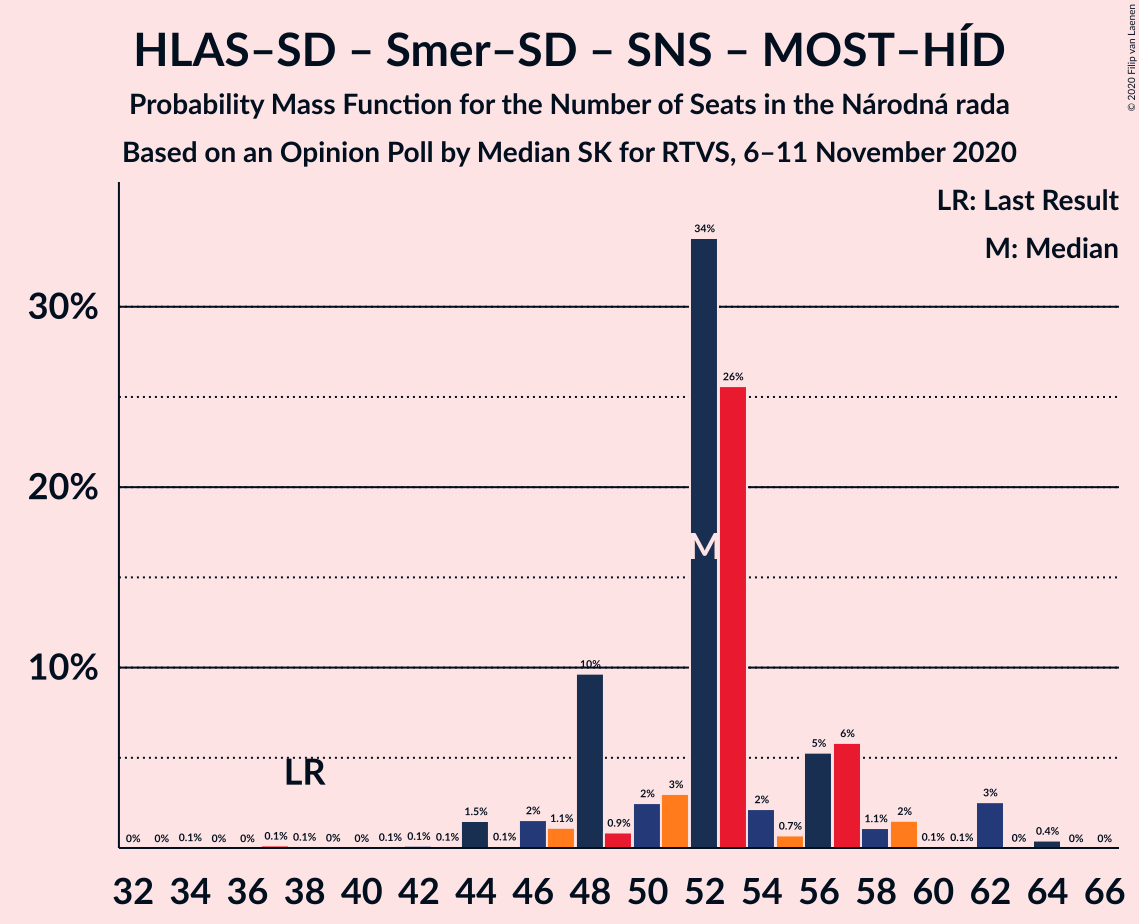 HLAS–SD – Smer–SD – SNS – MOST–HÍD
Probability Mass Function for the Number of Seats in the Národná rada
Based on an Opinion Poll by Median SK for RTVS, 6–11 November 2020
© 2020 Filip van Laenen
LR: Last Result
M: Median
30%
20%
10%
0% 0% 0.1% 0% 0% 0.1% 0.1% 0% 0% 0.1% 0.1% 0.1% 1.5% 0.1% 2% 1.1% 10% 0.9% 2% 3% 34% 26% 2% 0.7% 5% 6% 1.1% 2% 0.1% 0.1% 3% 0% 0.4% 0% 0%
LR
M
32 34 36 38 40 42 44 46 48 50 52 54 56 58 60 62 64 66